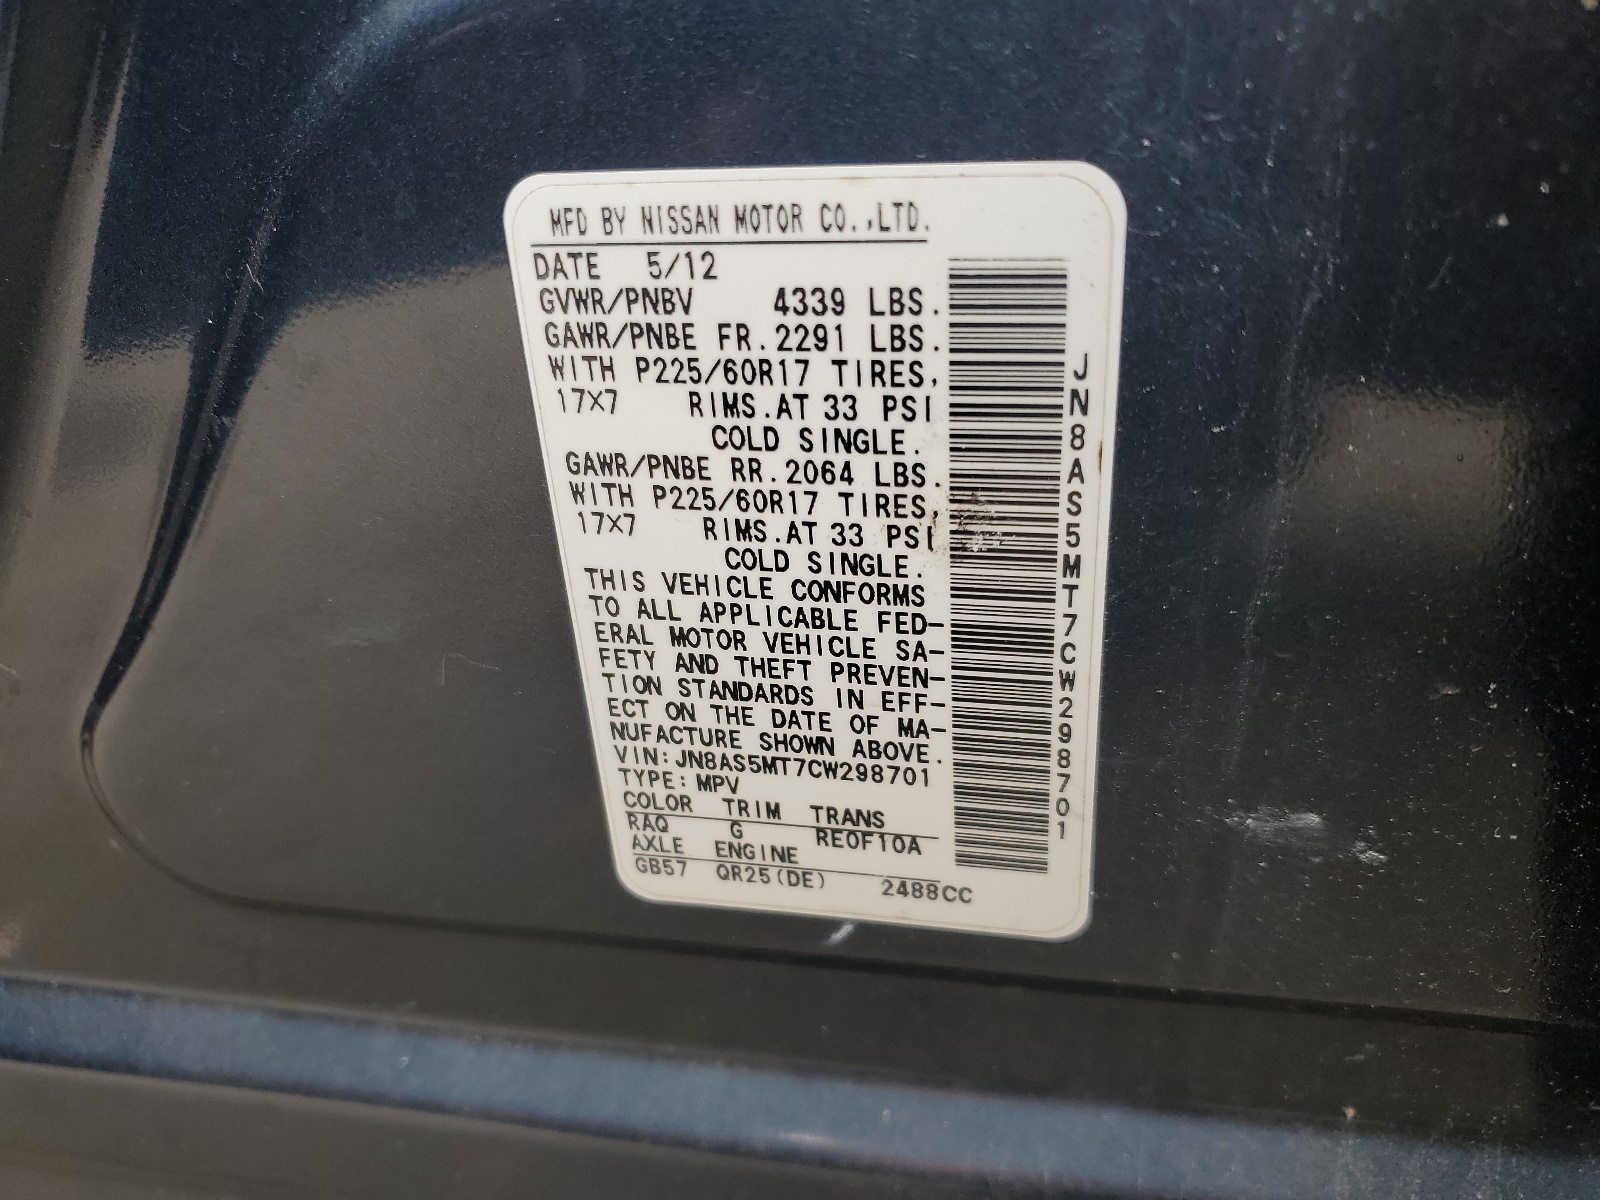 MFD BY NISSAN MOTOR CO.,LTD.
DATE 5/12
GVWR/PNBV 4339 LBS.
GAWR/PNBE FR.2291 LBS.
WITH P225/60R17 TIRES,
17X7 RIMS.AT 33 PSI
COLD SINGLE.
GAWR/PNBE RR.2064 LBS.
WITH P225/60R17 TIRES,
17X7 RIMS.AT 33 PSI
COLD SINGLE.
THIS VEHICLE CONFORMS
TO ALL APPLICABLE FED-
ERAL MOTOR VEHICLE SA-
FETY AND THEFT PREVEN-
TION STANDARDS IN EFF-
ECT ON THE DATE OF MA-
NUFACTURE SHOWN ABOVE.
VIN:JN8AS5MT7CW298701
TYPE:MPV
COLOR TRIM TRANS
RAQ G RE0F10A
AXLE ENGINE
GB57 QR25(DE) 2488CC
JN8AS5MT7CW298701